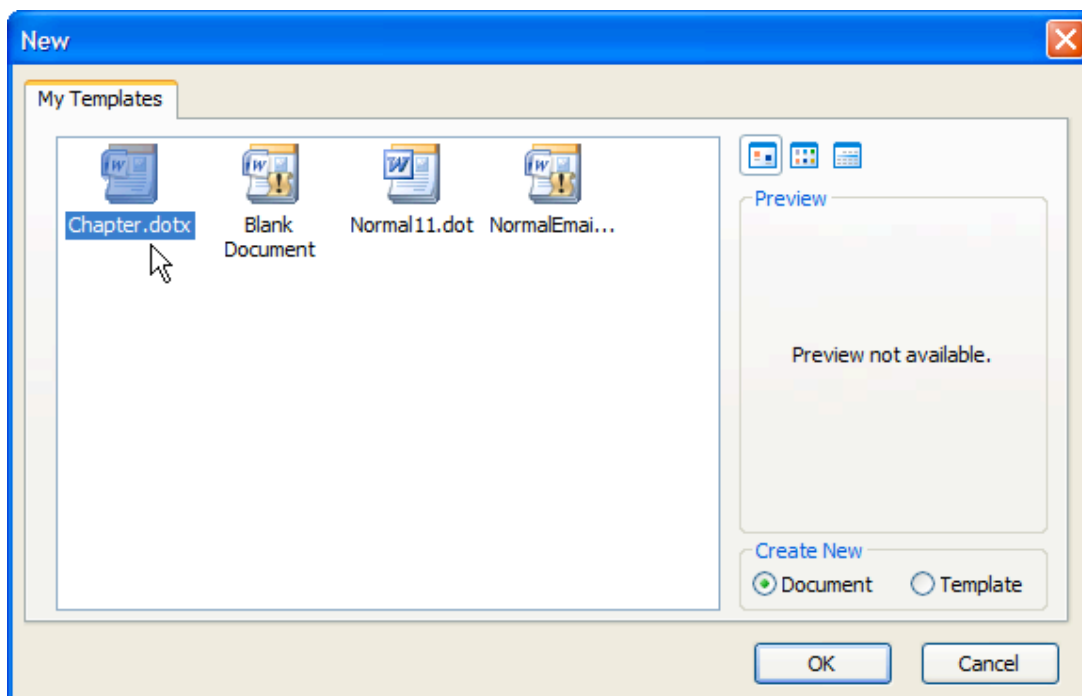 New
My Templates
Chapter.dotx
Blank
Document
Normal11.dot
NormalEmai...
Preview
Preview not available.
Create New
Document
Template
OK
Cancel